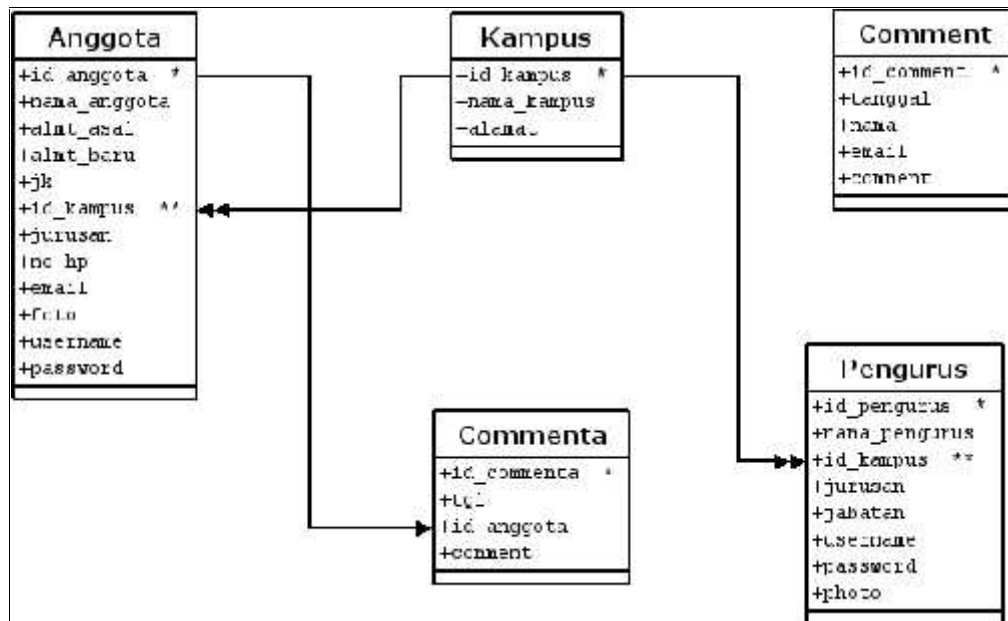 Anggota
+id_anggota *
+nama_anggota
+almt_asal
+almt_baru
+jk
+id_kampus **
+jurusan
+no_hp
+email
+foto
+username
+password
Kampus
+id_kampus *
+nama_kampus
+alamat
Comment
+id_comment *
+tanggal
+nama
+email
+comment
Commenta
+id_commenta *
+tgl
+id_anggota
+comment
Pengurus
+id_pengurus *
+nama_pengurus
+id_kampus **
+jurusan
+jabatan
+username
+password
+photo